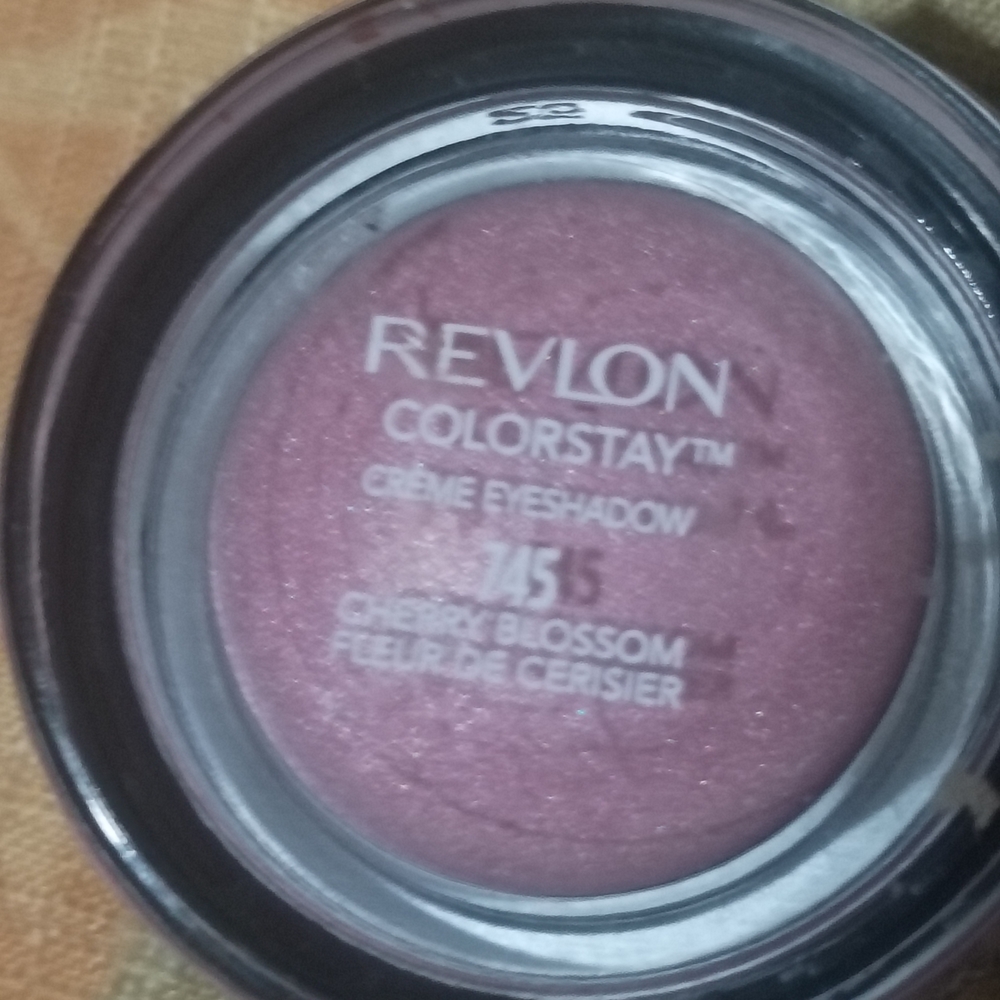 REVLON
COLORSTAY™
CRÈME EYESHADOW
745
CHERRY BLOSSOM
FLEUR DE CERISIER